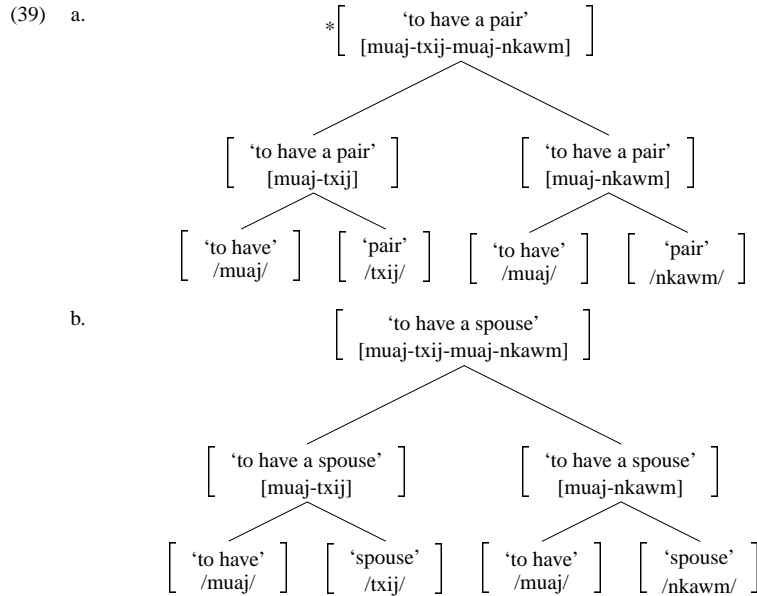 (39) a.
*[ ‘to have a pair’
[muaj-txij-muaj-nkawm] ]
[ ‘to have a pair’ ] [ ‘to have a pair’ ]
[muaj-txij] [muaj-nkawm]
[ ‘to have’ ] [ ‘pair’ ] [ ‘to have’ ] [ ‘pair’ ]
/muaj/ /txij/ /muaj/ /nkawm/
b.
[ ‘to have a spouse’
[muaj-txij-muaj-nkawm] ]
[ ‘to have a spouse’ ] [ ‘to have a spouse’ ]
[muaj-txij] [muaj-nkawm]
[ ‘to have’ ] [ ‘spouse’ ] [ ‘to have’ ] [ ‘spouse’ ]
/muaj/ /txij/ /muaj/ /nkawm/